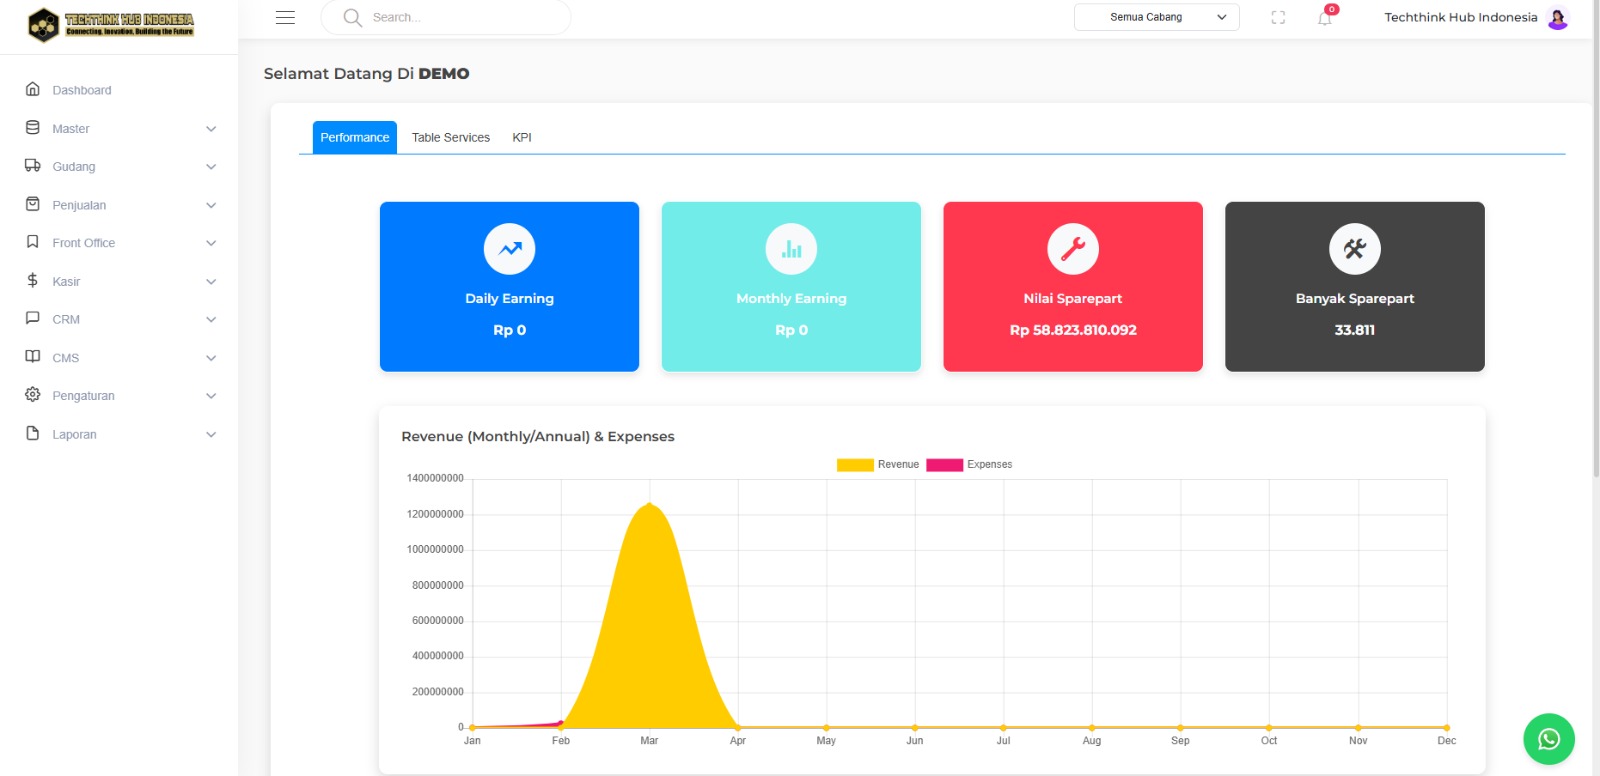 TECHTHINK HUB INDONESIA
Connecting, Inovation, Building the Future
Search...
Semua Cabang
0
Techthink Hub Indonesia
Dashboard
Master
Gudang
Penjualan
Front Office
Kasir
CRM
CMS
Pengaturan
Laporan
Selamat Datang Di DEMO
Performance
Table Services
KPI
Daily Earning
Rp 0
Monthly Earning
Rp 0
Nilai Sparepart
Rp 58.823.810.092
Banyak Sparepart
33.811
Revenue (Monthly/Annual) & Expenses
Revenue
Expenses
1400000000
1200000000
1000000000
800000000
600000000
400000000
200000000
0
Jan Feb Mar Apr May Jun Jul Aug Sep Oct Nov Dec